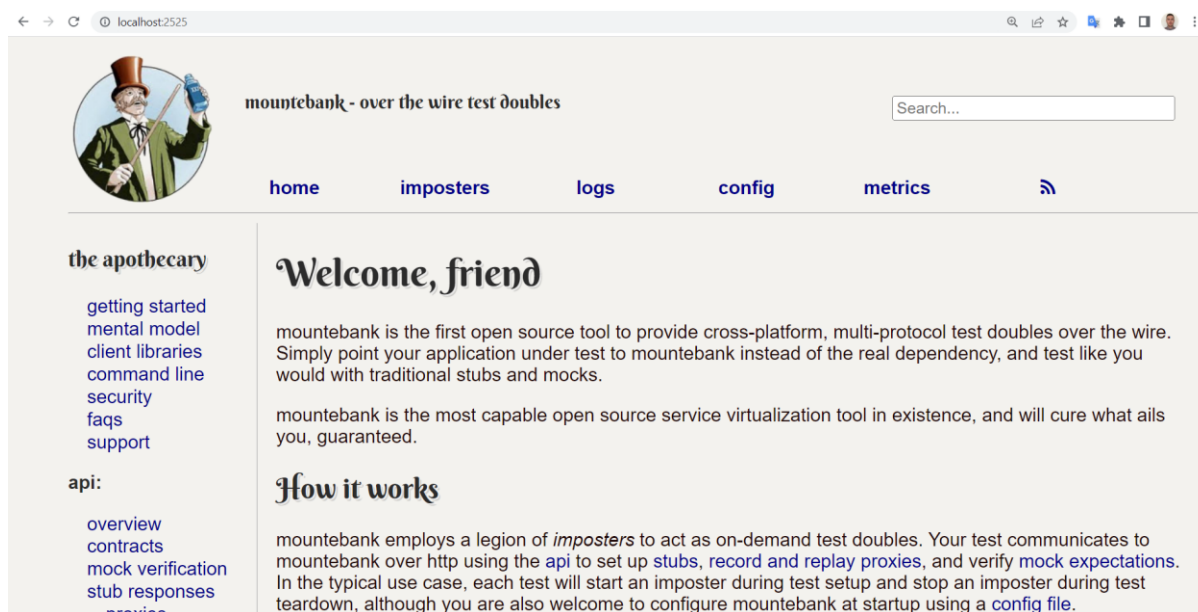 localhost:2525
mountebank - over the wire test doubles
Search...
home imposters logs config metrics
the apothecary
getting started
mental model
client libraries
command line
security
faqs
support
api:
overview
contracts
mock verification
stub responses
proxies
Welcome, friend
mountebank is the first open source tool to provide cross-platform, multi-protocol test doubles over the wire.
Simply point your application under test to mountebank instead of the real dependency, and test like you
would with traditional stubs and mocks.
mountebank is the most capable open source service virtualization tool in existence, and will cure what ails
you, guaranteed.
How it works
mountebank employs a legion of imposters to act as on-demand test doubles. Your test communicates to
mountebank over http using the api to set up stubs, record and replay proxies, and verify mock expectations.
In the typical use case, each test will start an imposter during test setup and stop an imposter during test
teardown, although you are also welcome to configure mountebank at startup using a config file.